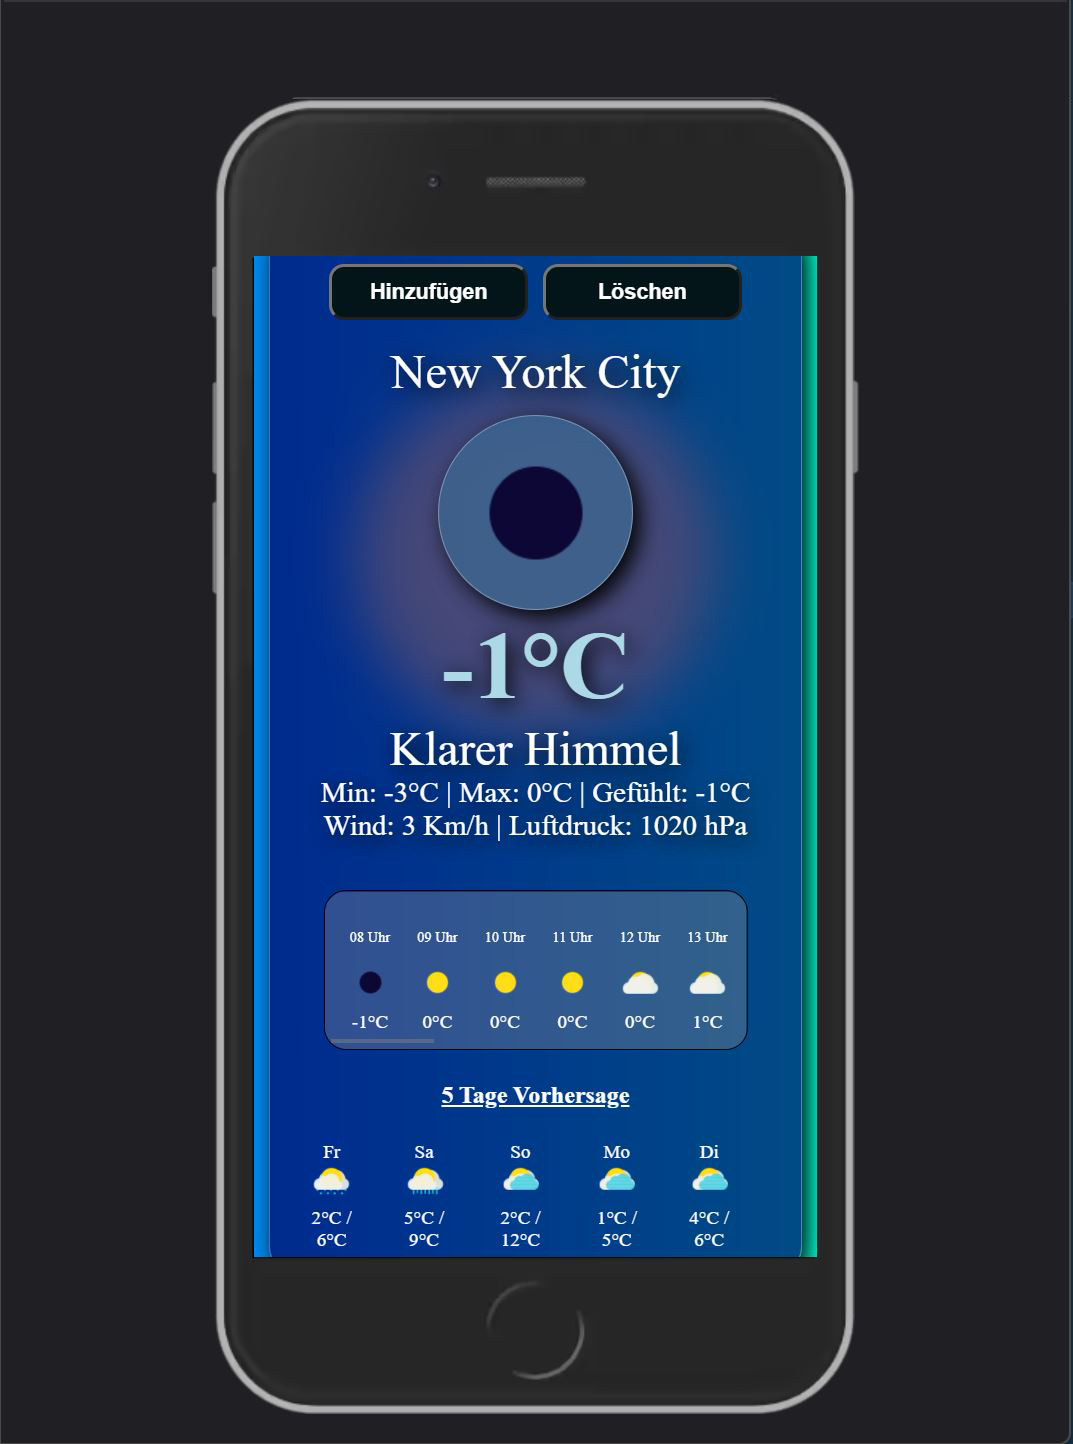 Hinzufügen Löschen
New York City
-1°C
Klarer Himmel
Min: -3°C | Max: 0°C | Gefühlt: -1°C
Wind: 3 Km/h | Luftdruck: 1020 hPa
08 Uhr 09 Uhr 10 Uhr 11 Uhr 12 Uhr 13 Uhr
-1°C 0°C 0°C 0°C 0°C 1°C
5 Tage Vorhersage
Fr Sa So Mo Di
2°C / 5°C / 2°C / 1°C / 4°C /
6°C 9°C 12°C 5°C 6°C